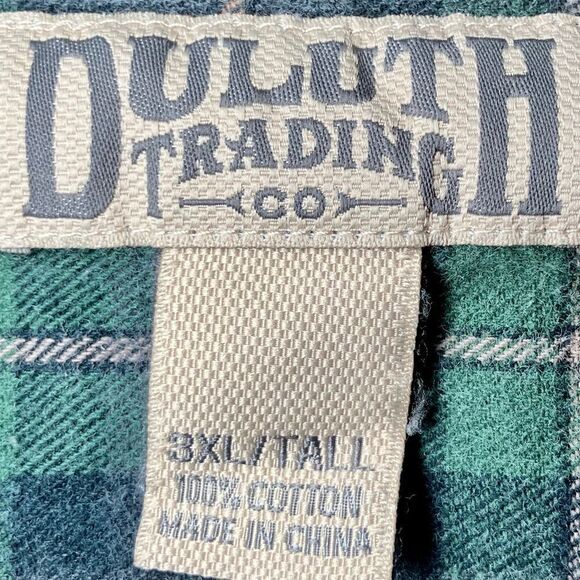 DULUTH
TRADING
CO
3XL/TALL
100% COTTON
MADE IN CHINA